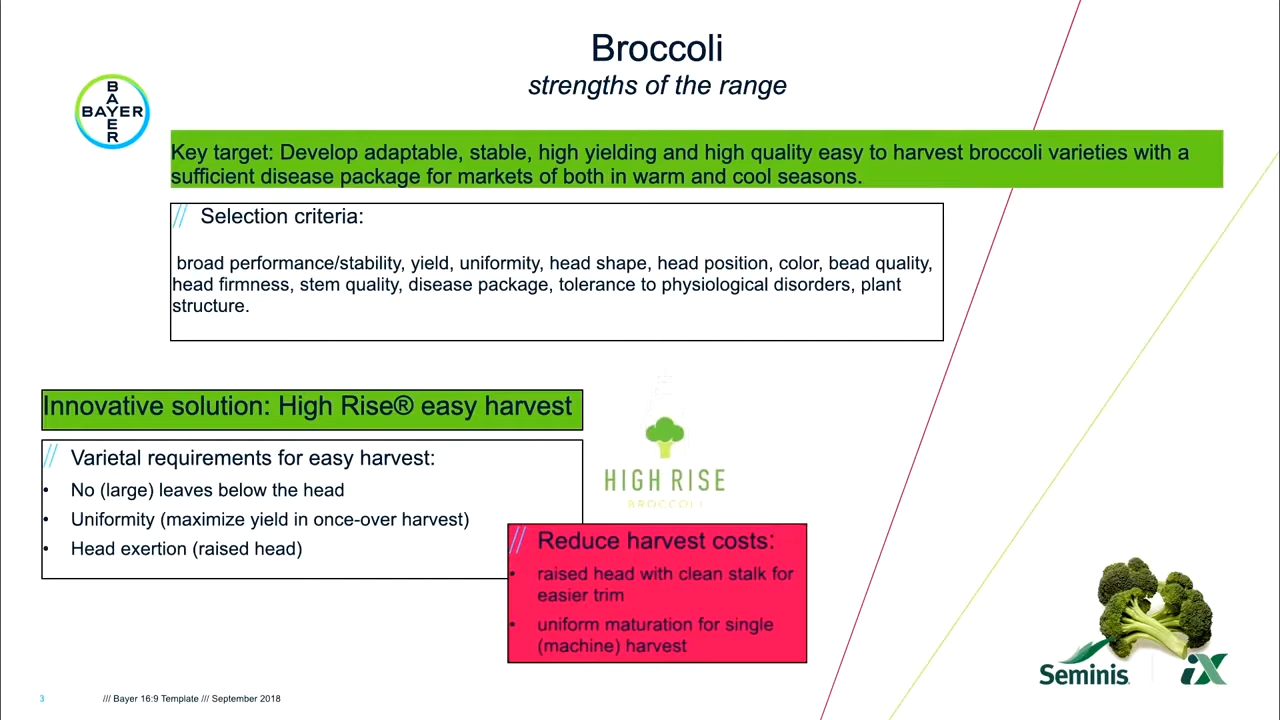 Broccoli
strengths of the range
B
A
BAYER
E
R
Key target: Develop adaptable, stable, high yielding and high quality easy to harvest broccoli varieties with a
sufficient disease package for markets of both in warm and cool seasons.
// Selection criteria:
broad performance/stability, yield, uniformity, head shape, head position, color, bead quality,
head firmness, stem quality, disease package, tolerance to physiological disorders, plant
structure.
Innovative solution: High Rise® easy harvest
// Varietal requirements for easy harvest:
• No (large) leaves below the head
• Uniformity (maximize yield in once-over harvest)
• Head exertion (raised head)
HIGH RISE
BROCCOLI
// Reduce harvest costs:
• raised head with clean stalk for
easier trim
• uniform maturation for single
(machine) harvest
Seminis
iX
3 /// Bayer 16:9 Template /// September 2018